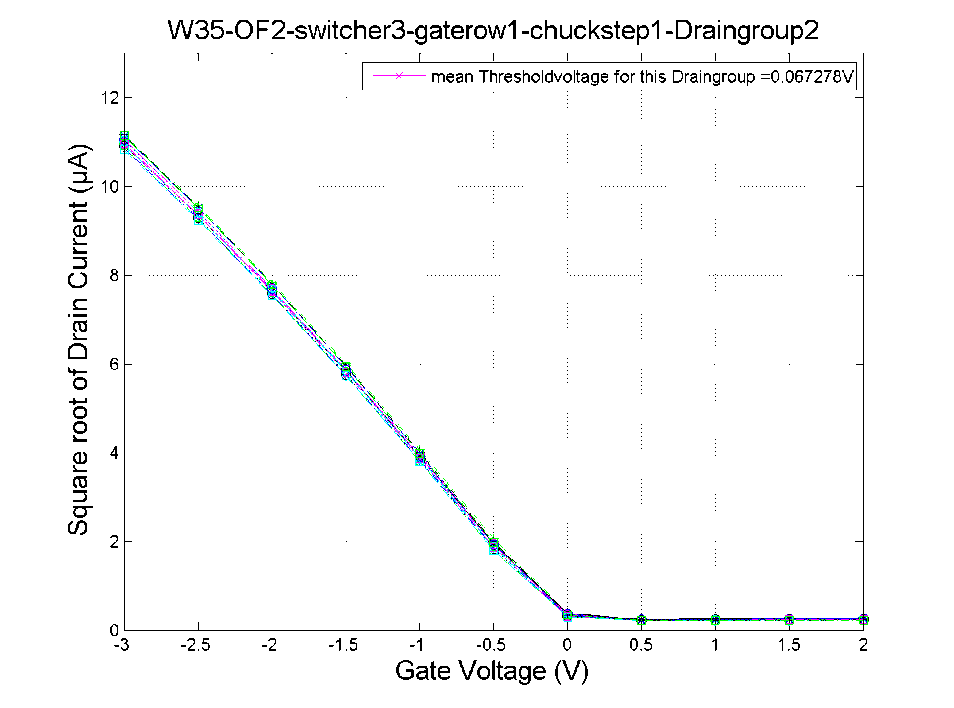 W35-OF2-switcher3-gaterow1-chuckstep1-Draingroup2
mean Thresholdvoltage for this Draingroup =0.067278V
12
10
8
6
4
2
0
Square root of Drain Current (µA)
-3 -2.5 -2 -1.5 -1 -0.5 0 0.5 1 1.5 2
Gate Voltage (V)